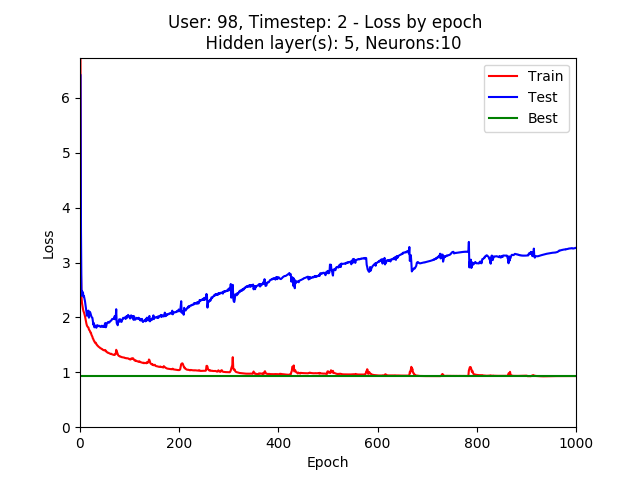 User: 98, Timestep: 2 - Loss by epoch
Hidden layer(s): 5, Neurons:10
Train
Test
Best
6
5
4
3
2
1
0
Loss
0 200 400 600 800 1000
Epoch